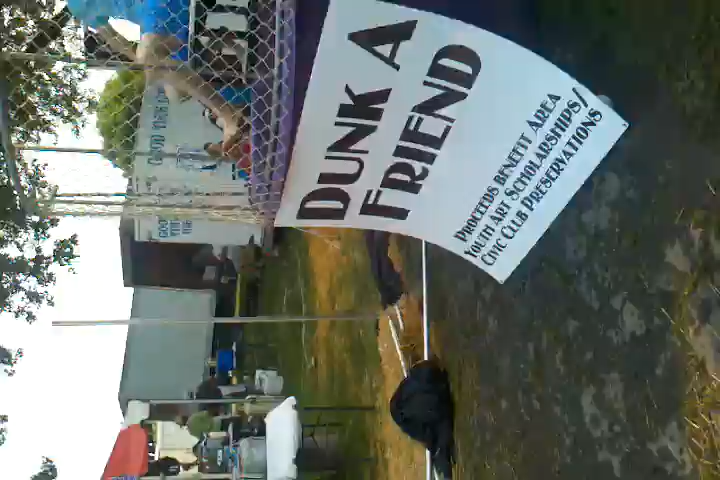 DUNK A
FRIEND
PROCEEDS BENEFIT AREA
YOUTH ART SCHOLARSHIPS/
CIVIC CLUB PRESERVATIONS